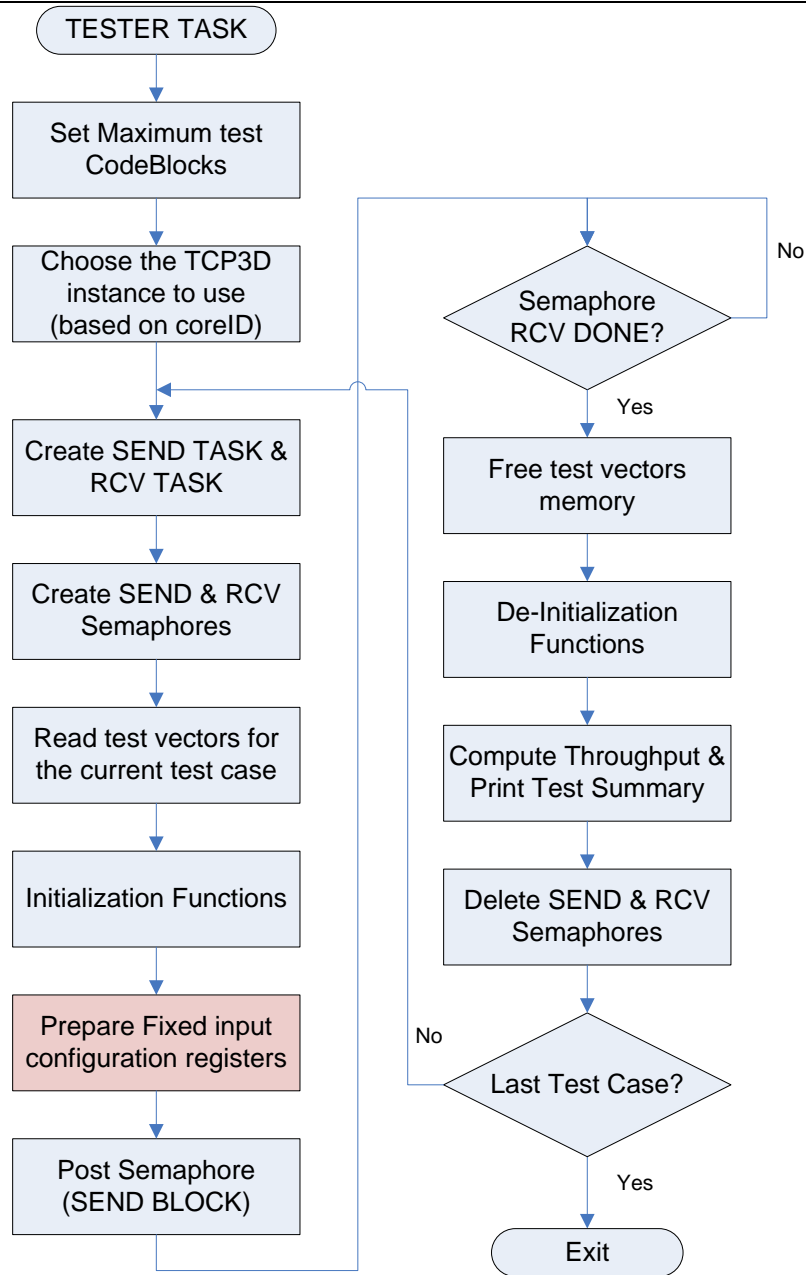 TESTER TASK
Set Maximum test
CodeBlocks
Choose the TCP3D
instance to use
(based on coreID)
Create SEND TASK &
RCV TASK
Create SEND & RCV
Semaphores
Read test vectors for
the current test case
Initialization Functions
Prepare Fixed input
configuration registers
Post Semaphore
(SEND BLOCK)
Semaphore
RCV DONE?
No
Yes
Free test vectors
memory
De-Initialization
Functions
Compute Throughput &
Print Test Summary
Delete SEND & RCV
Semaphores
No
Last Test Case?
Yes
Exit